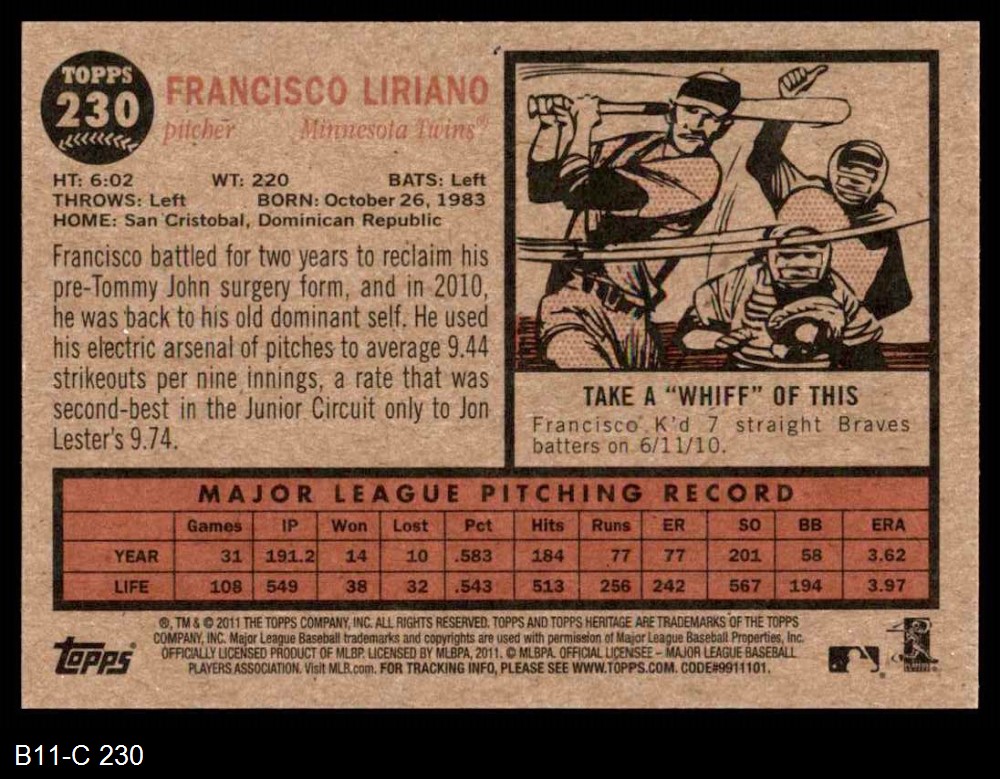 TOPPS
230
FRANCISCO LIRIANO
pitcher Minnesota Twins®
HT: 6:02 WT: 220 BATS: Left
THROWS: Left BORN: October 26, 1983
HOME: San Cristobal, Dominican Republic
Francisco battled for two years to reclaim his
pre-Tommy John surgery form, and in 2010,
he was back to his old dominant self. He used
his electric arsenal of pitches to average 9.44
strikeouts per nine innings, a rate that was
second-best in the Junior Circuit only to Jon
Lester's 9.74.
TAKE A "WHIFF" OF THIS
Francisco K'd 7 straight Braves
batters on 6/11/10.
MAJOR LEAGUE PITCHING RECORD
Games IP Won Lost Pct Hits Runs ER SO BB ERA
YEAR 31 191.2 14 10 .583 184 77 77 201 58 3.62
LIFE 108 549 38 32 .543 513 256 242 567 194 3.97
®, TM & © 2011 THE TOPPS COMPANY, INC. ALL RIGHTS RESERVED. TOPPS AND TOPPS HERITAGE ARE TRADEMARKS OF THE TOPPS
COMPANY, INC. Major League Baseball trademarks and copyrights are used with permission of Major League Baseball Properties, Inc.
OFFICIALLY LICENSED PRODUCT OF MLBP. LICENSED BY MLBPA, 2011. © MLBPA. OFFICIAL LICENSEE – MAJOR LEAGUE BASEBALL
PLAYERS ASSOCIATION. Visit MLB.com. FOR TRACKING INFO, PLEASE SEE WWW.TOPPS.COM. CODE#9911101.
topps
B11-C 230